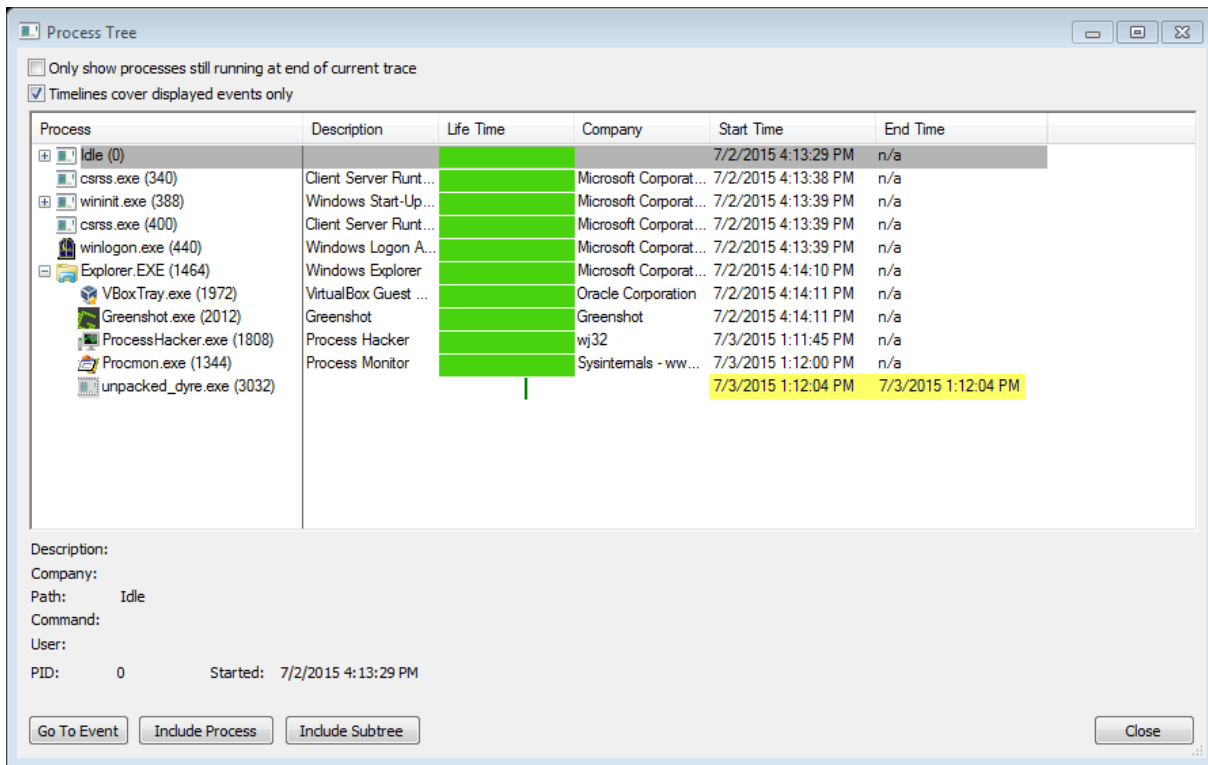 Process Tree
Only show processes still running at end of current trace
Timelines cover displayed events only
Process Description Life Time Company Start Time End Time
Idle (0) 7/2/2015 4:13:29 PM n/a
csrss.exe (340) Client Server Runt... Microsoft Corporat... 7/2/2015 4:13:38 PM n/a
wininit.exe (388) Windows Start-Up... Microsoft Corporat... 7/2/2015 4:13:39 PM n/a
csrss.exe (400) Client Server Runt... Microsoft Corporat... 7/2/2015 4:13:39 PM n/a
winlogon.exe (440) Windows Logon A... Microsoft Corporat... 7/2/2015 4:13:39 PM n/a
Explorer.EXE (1464) Windows Explorer Microsoft Corporat... 7/2/2015 4:14:10 PM n/a
VBoxTray.exe (1972) VirtualBox Guest ... Oracle Corporation 7/2/2015 4:14:11 PM n/a
Greenshot.exe (2012) Greenshot Greenshot 7/2/2015 4:14:11 PM n/a
ProcessHacker.exe (1808) Process Hacker wj32 7/3/2015 1:11:45 PM n/a
Procmon.exe (1344) Process Monitor Sysinternals - ww... 7/3/2015 1:12:00 PM n/a
unpacked_dyre.exe (3032) 7/3/2015 1:12:04 PM 7/3/2015 1:12:04 PM
Description:
Company:
Path: Idle
Command:
User:
PID: 0 Started: 7/2/2015 4:13:29 PM
Go To Event Include Process Include Subtree Close